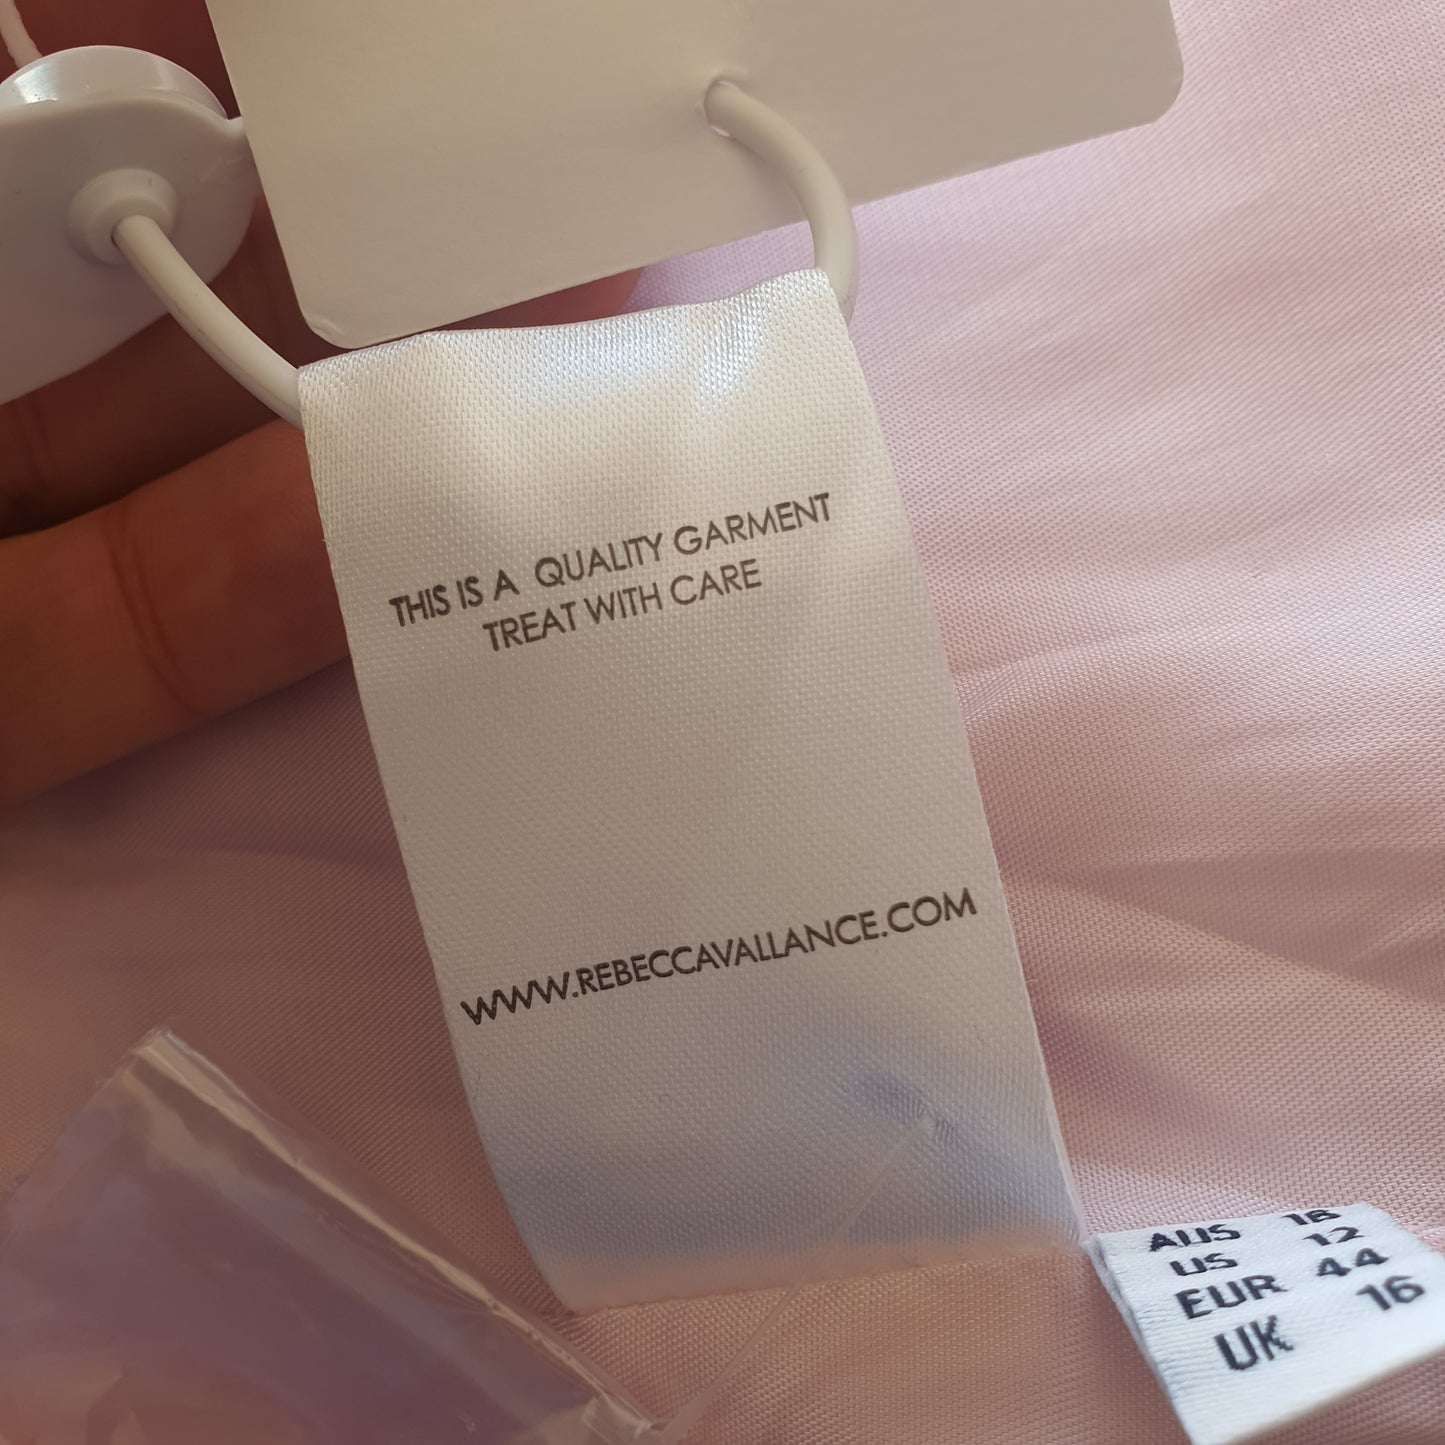 THIS IS A QUALITY GARMENT
TREAT WITH CARE
WWW.REBECCAVALLANCE.COM
AUS 16
US 12
EUR 44
UK 16